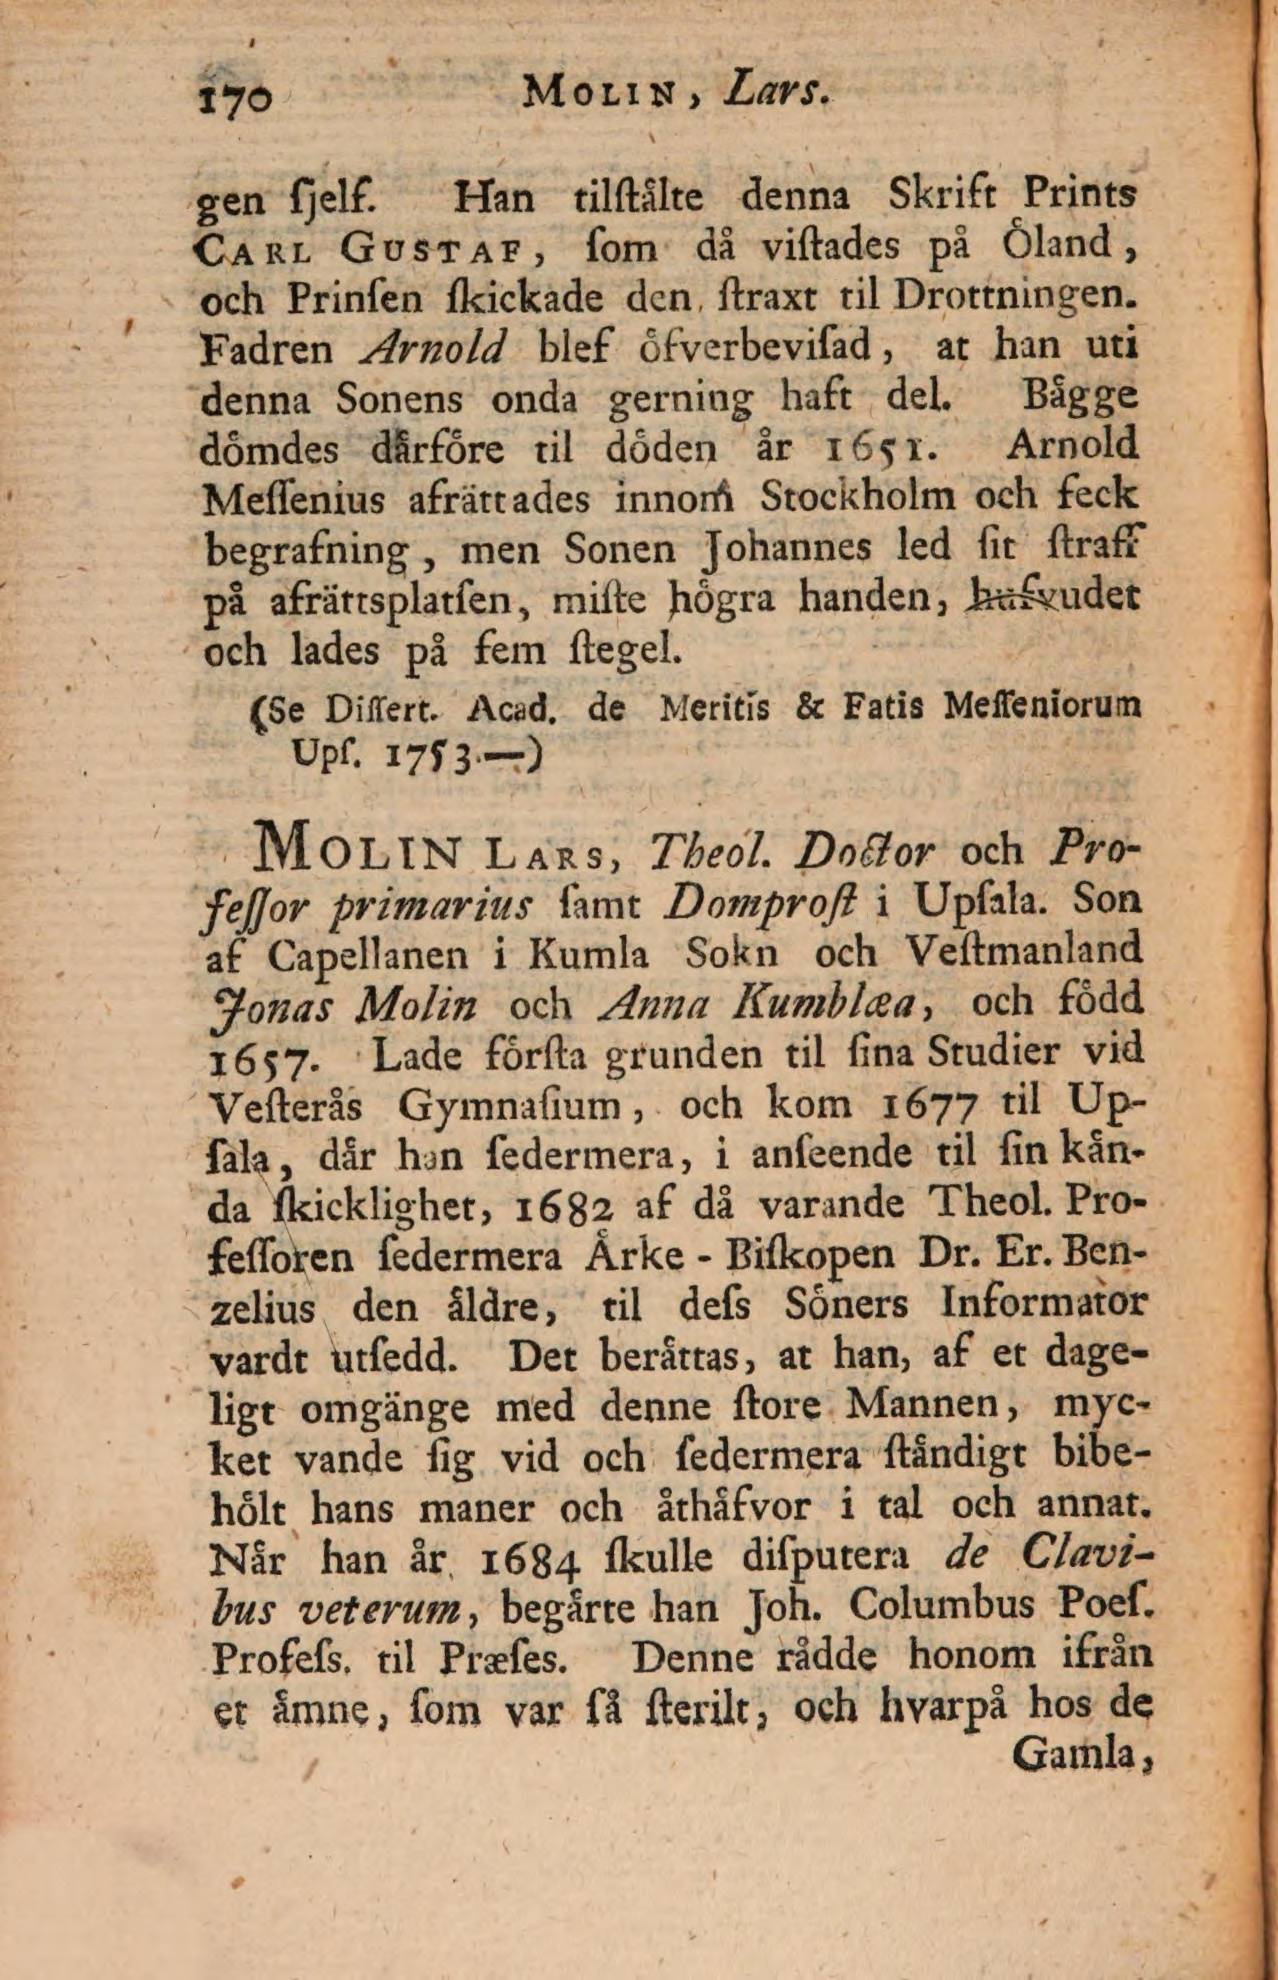 170 MOLIN, Lars.
gen ſjelf. Han tilſtålte denna Skrift Prints
CARL GUSTAF, ſom då viſtades på Öland,
och Prinſen ſkickade den ſtraxt til Drottningen.
Fadren Arnold blef öfverbeviſad, at han uti
denna Sonens onda gerning haft del. Bägge
dömdes därföre til döden år 1651. Arnold
Meſſenius afrättades innom Stockholm och feck
begrafning, men Sonen Johannes led ſit ſtraff
på afrättsplatſen, miſte högra handen, hufvudet
och lades på fem ſtegel.
(Se Diſſert. Acad. de Meritis & Fatis Meſſeniorum
Upſ. 1753.—)
MOLIN LARS, Theol. Doctor och Pro-
feſſor primarius ſamt Domproſt i Upſala. Son
af Capellanen i Kumla Sokn och Veſtmanland
Jonas Molin och Anna Kumblæa, och född
1657. Lade förſta grunden til ſina Studier vid
Veſterås Gymnaſium, och kom 1677 til Up-
ſala, där han ſedermera, i anſeende til ſin kän-
da ſkicklighet, 1682 af då varande Theol. Pro-
feſſoren ſedermera Ärke - Biſkopen Dr. Er. Ben-
zelius den äldre, til deſs Söners Informator
vardt utſedd. Det berättas, at han, af et dage-
ligt omgänge med denne ſtore Mannen, myc-
ket vande ſig vid och ſedermera ſtändigt bibe-
hölt hans maner och åthäfvor i tal och annat.
När han år 1684 ſkulle diſputera de Clavi-
bus veterum, begärte han Joh. Columbus Poeſ.
Profeſs. til Præſes. Denne rådde honom ifrån
et ämne, ſom var ſå ſterilt, och hvarpå hos de
Gamla,